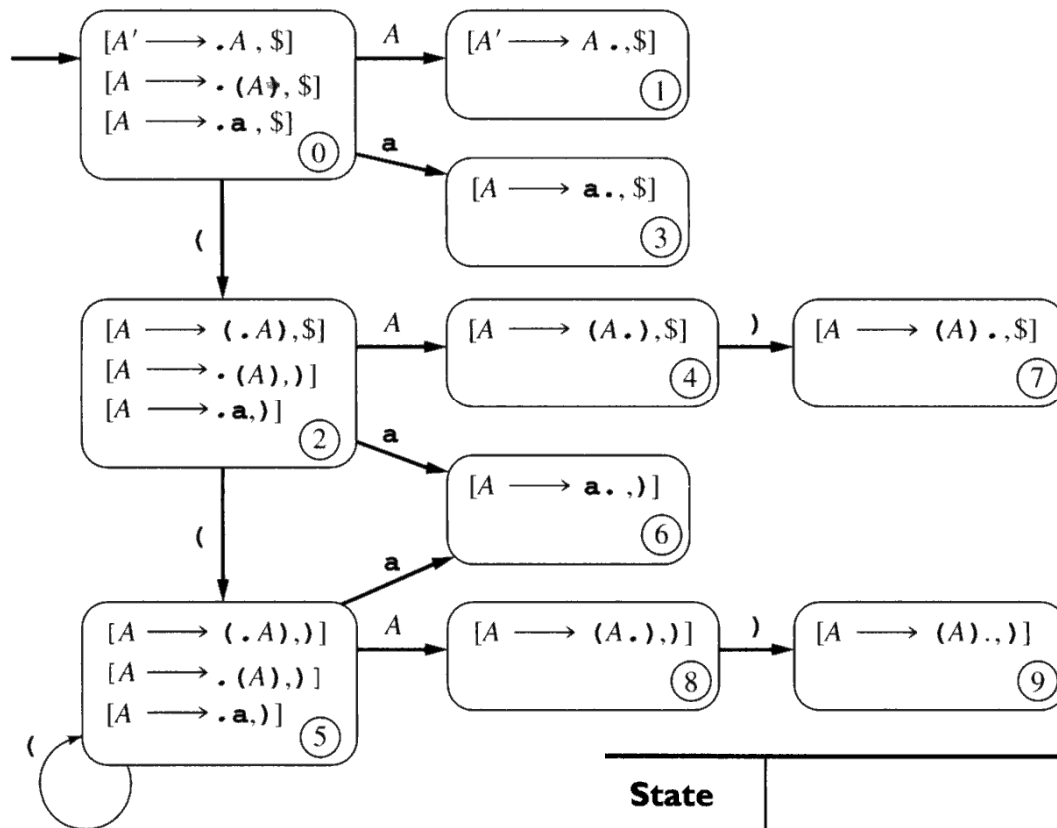 [A' ⟶ .A , $]
[A ⟶ .(A), $]
[A ⟶ .a , $]
0
A
[A' ⟶ A .,$]
1
a
[A ⟶ a., $]
3
(
[A ⟶ (.A),$]
[A ⟶ .(A),)]
[A ⟶ .a,)]
2
A
[A ⟶ (A.),$]
4
)
[A ⟶ (A).,$]
7
a
[A ⟶ a. ,)]
6
(
a
[A ⟶ (.A),)]
[A ⟶ .(A),)]
[A ⟶ .a,)]
5
A
[A ⟶ (A.),)]
8
)
[A ⟶ (A).,)]
9
(
State